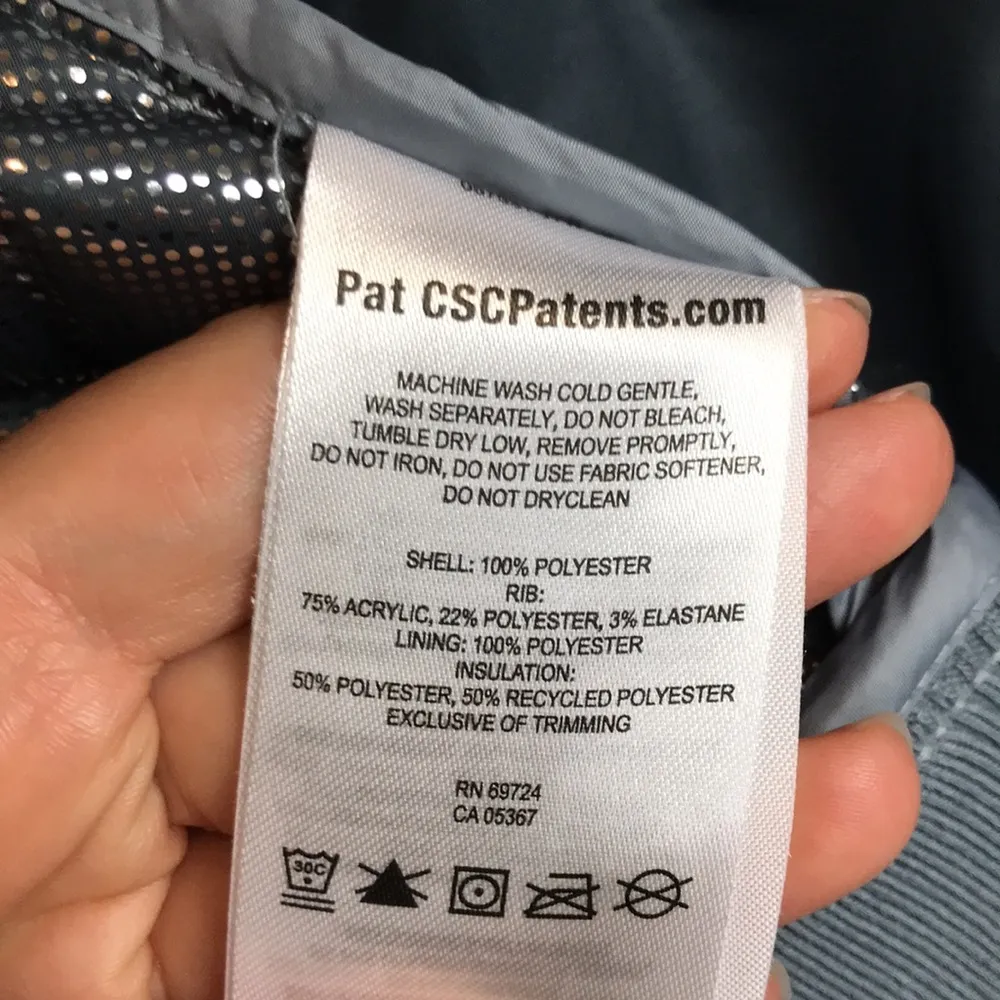 Pat CSCPatents.com
MACHINE WASH COLD GENTLE,
WASH SEPARATELY, DO NOT BLEACH,
TUMBLE DRY LOW, REMOVE PROMPTLY,
DO NOT IRON, DO NOT USE FABRIC SOFTENER,
DO NOT DRYCLEAN
SHELL: 100% POLYESTER
RIB:
75% ACRYLIC, 22% POLYESTER, 3% ELASTANE
LINING: 100% POLYESTER
INSULATION:
50% POLYESTER, 50% RECYCLED POLYESTER
EXCLUSIVE OF TRIMMING
RN 69724
CA 05367
30C